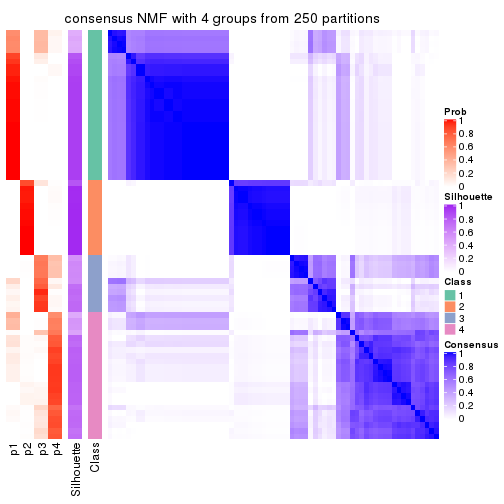 consensus NMF with 4 groups from 250 partitions
Prob
1
0.8
0.6
0.4
0.2
0
Silhouette
1
0.8
0.6
0.4
0.2
0
Class
1
2
3
4
Consensus
1
0.8
0.6
0.4
0.2
0
p1
p2
p3
p4
Silhouette
Class